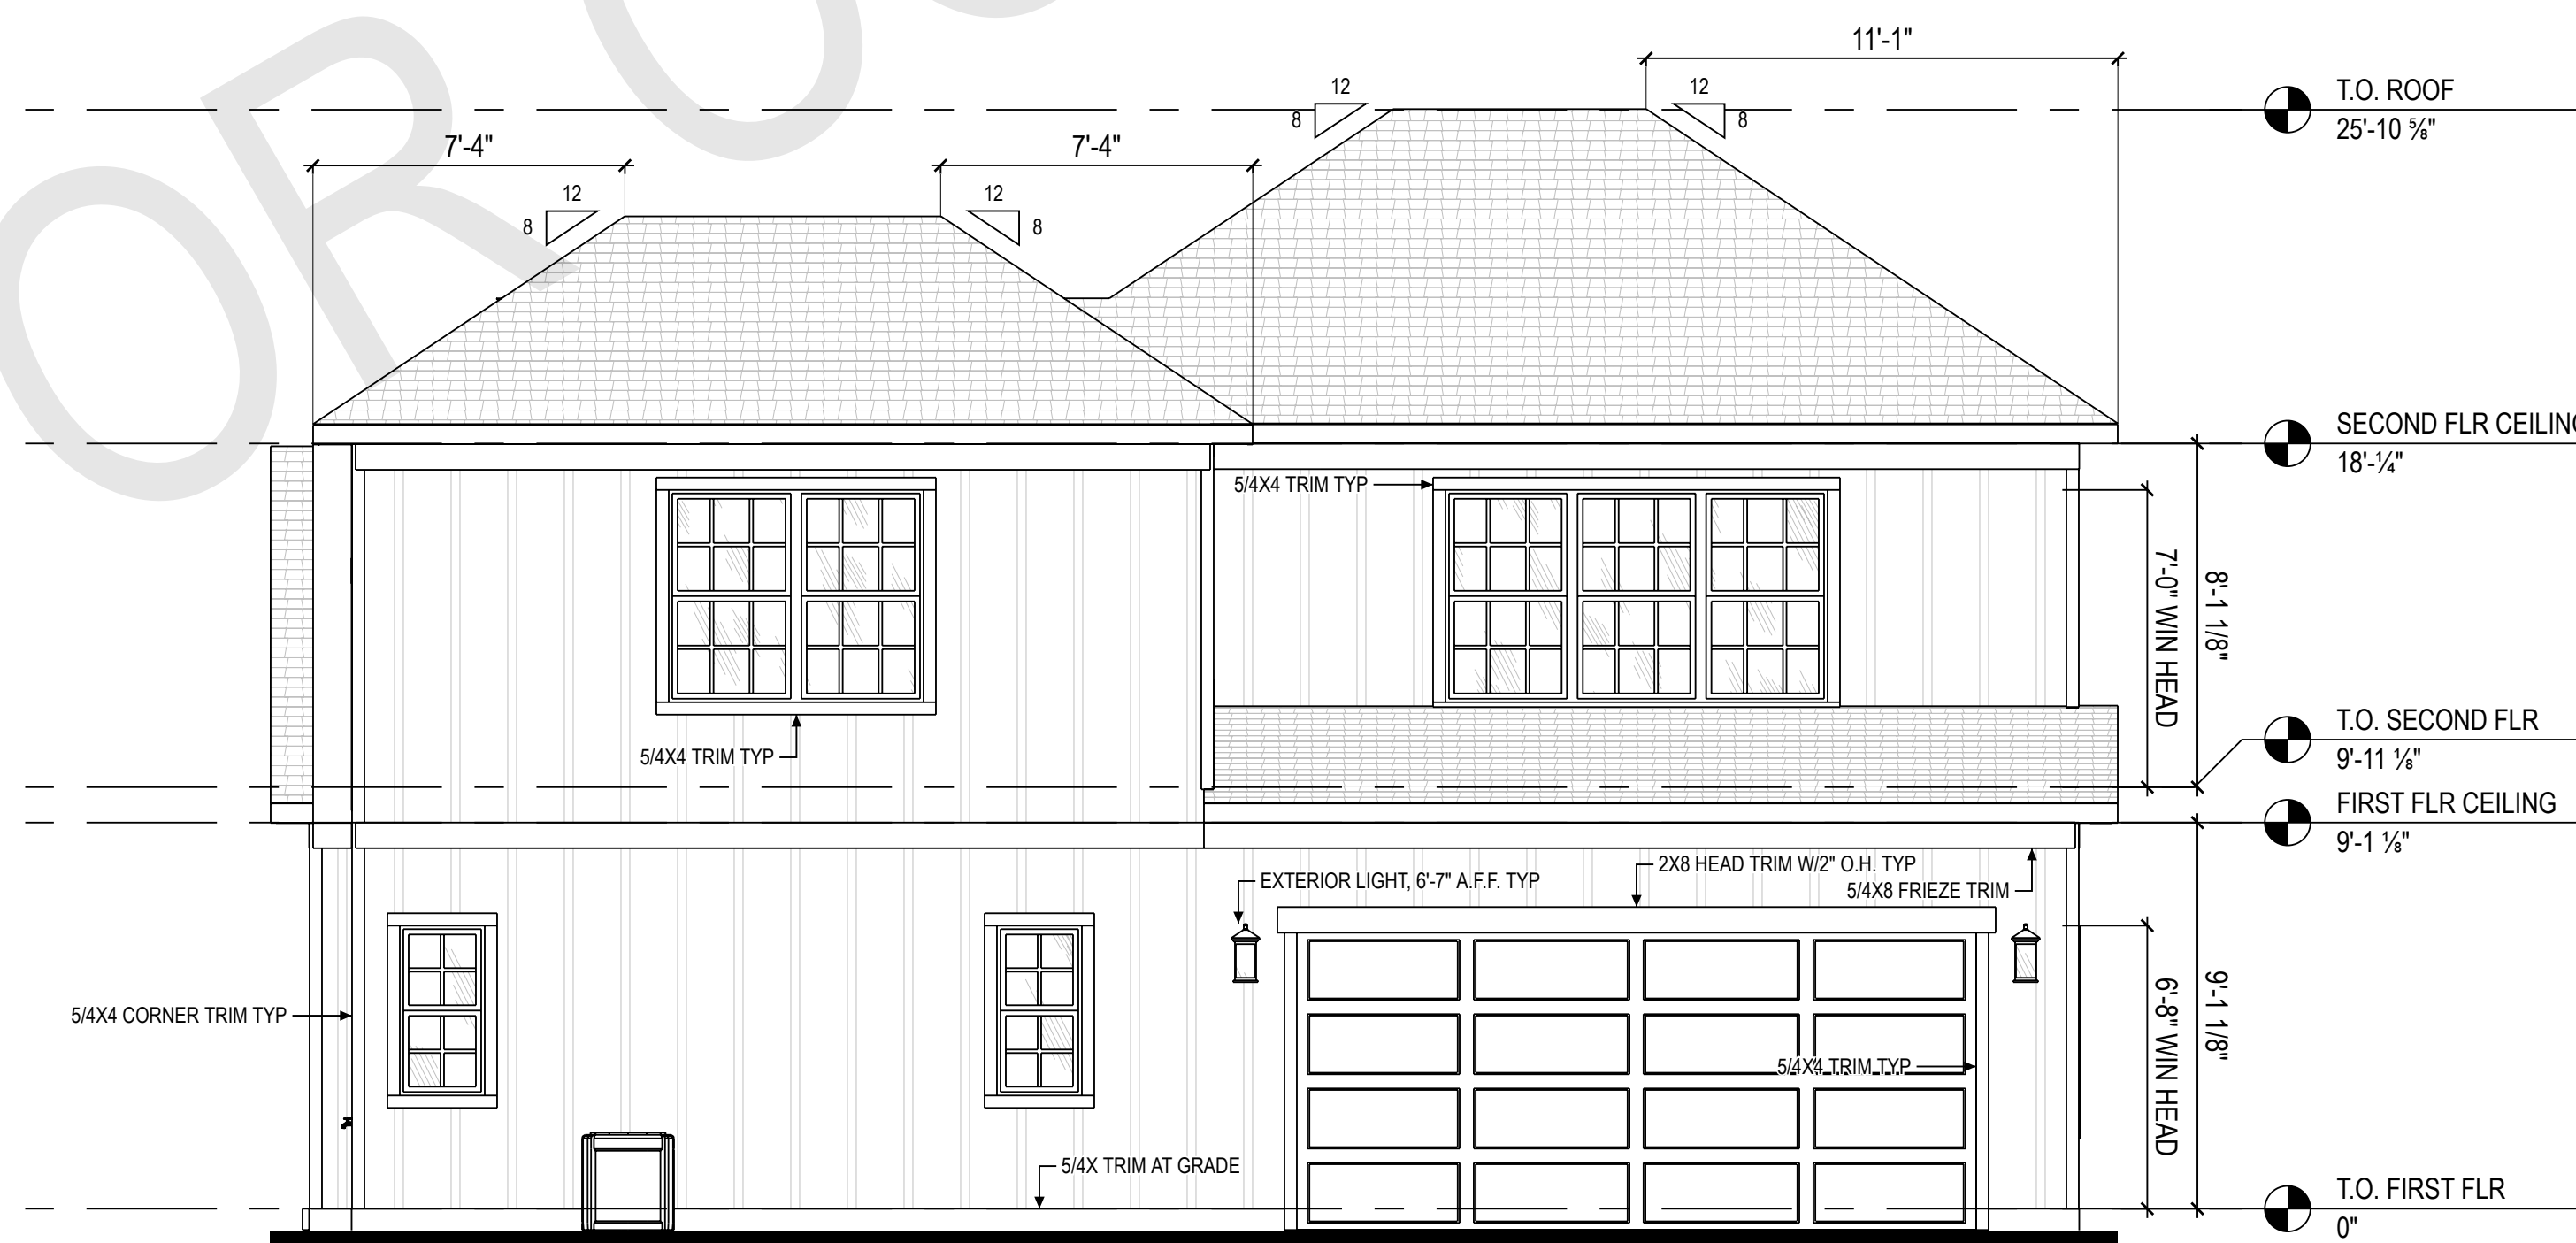 OR US
11'-1"
12
8
12
8
T.O. ROOF
25'-10 ⅝"
7'-4"
7'-4"
12
8
12
8
SECOND FLR CEILING
18'-¼"
5/4X4 TRIM TYP
7'-0" WIN HEAD
8'-1 1/8"
5/4X4 TRIM TYP
T.O. SECOND FLR
9'-11 ⅛"
FIRST FLR CEILING
9'-1 ⅛"
EXTERIOR LIGHT, 6'-7" A.F.F. TYP
2X8 HEAD TRIM W/2" O.H. TYP
5/4X8 FRIEZE TRIM
5/4X4 CORNER TRIM TYP
5/4X4 TRIM TYP
6'-8" WIN HEAD
9'-1 1/8"
5/4X TRIM AT GRADE
T.O. FIRST FLR
0"